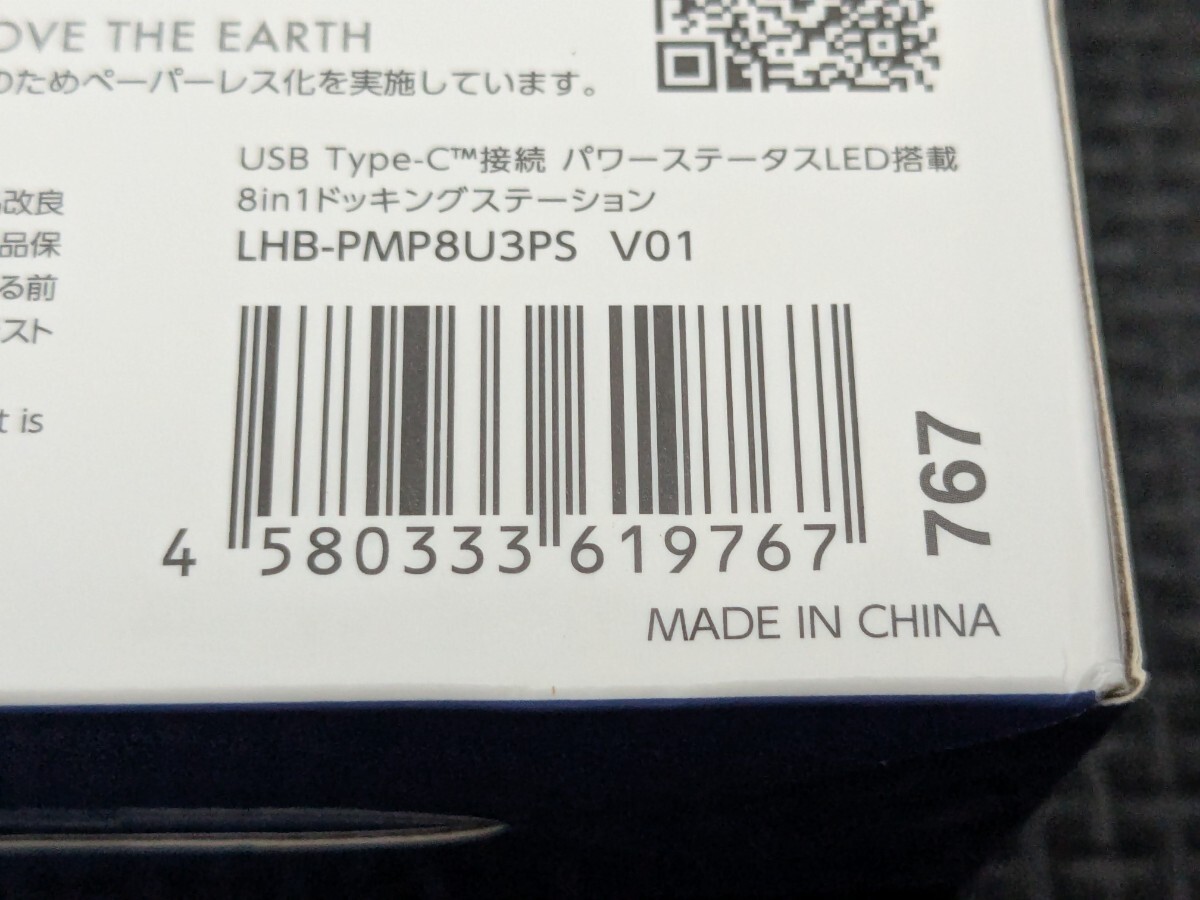 OVE THE EARTH
のためペーパーレス化を実施しています。
USB Type-C™接続 パワーステータスLED搭載
8in1ドッキングステーション
LHB-PMP8U3PS V01
改良
品保
る前
スト
t is
4 580333 619767
767
MADE IN CHINA